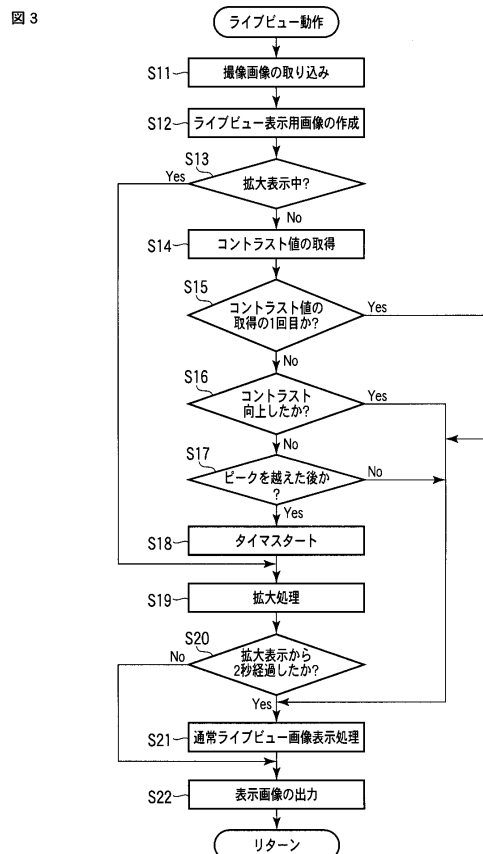 図3
ライブビュー動作
S11
撮像画像の取り込み
S12
ライブビュー表示用画像の作成
S13
拡大表示中?
Yes
No
S14
コントラスト値の取得
S15
コントラスト値の
取得の1回目か?
Yes
No
S16
コントラスト
向上したか?
Yes
No
S17
ピークを越えた後か
?
No
Yes
S18
タイマスタート
S19
拡大処理
S20
拡大表示から
2秒経過したか?
No
Yes
S21
通常ライブビュー画像表示処理
S22
表示画像の出力
リターン